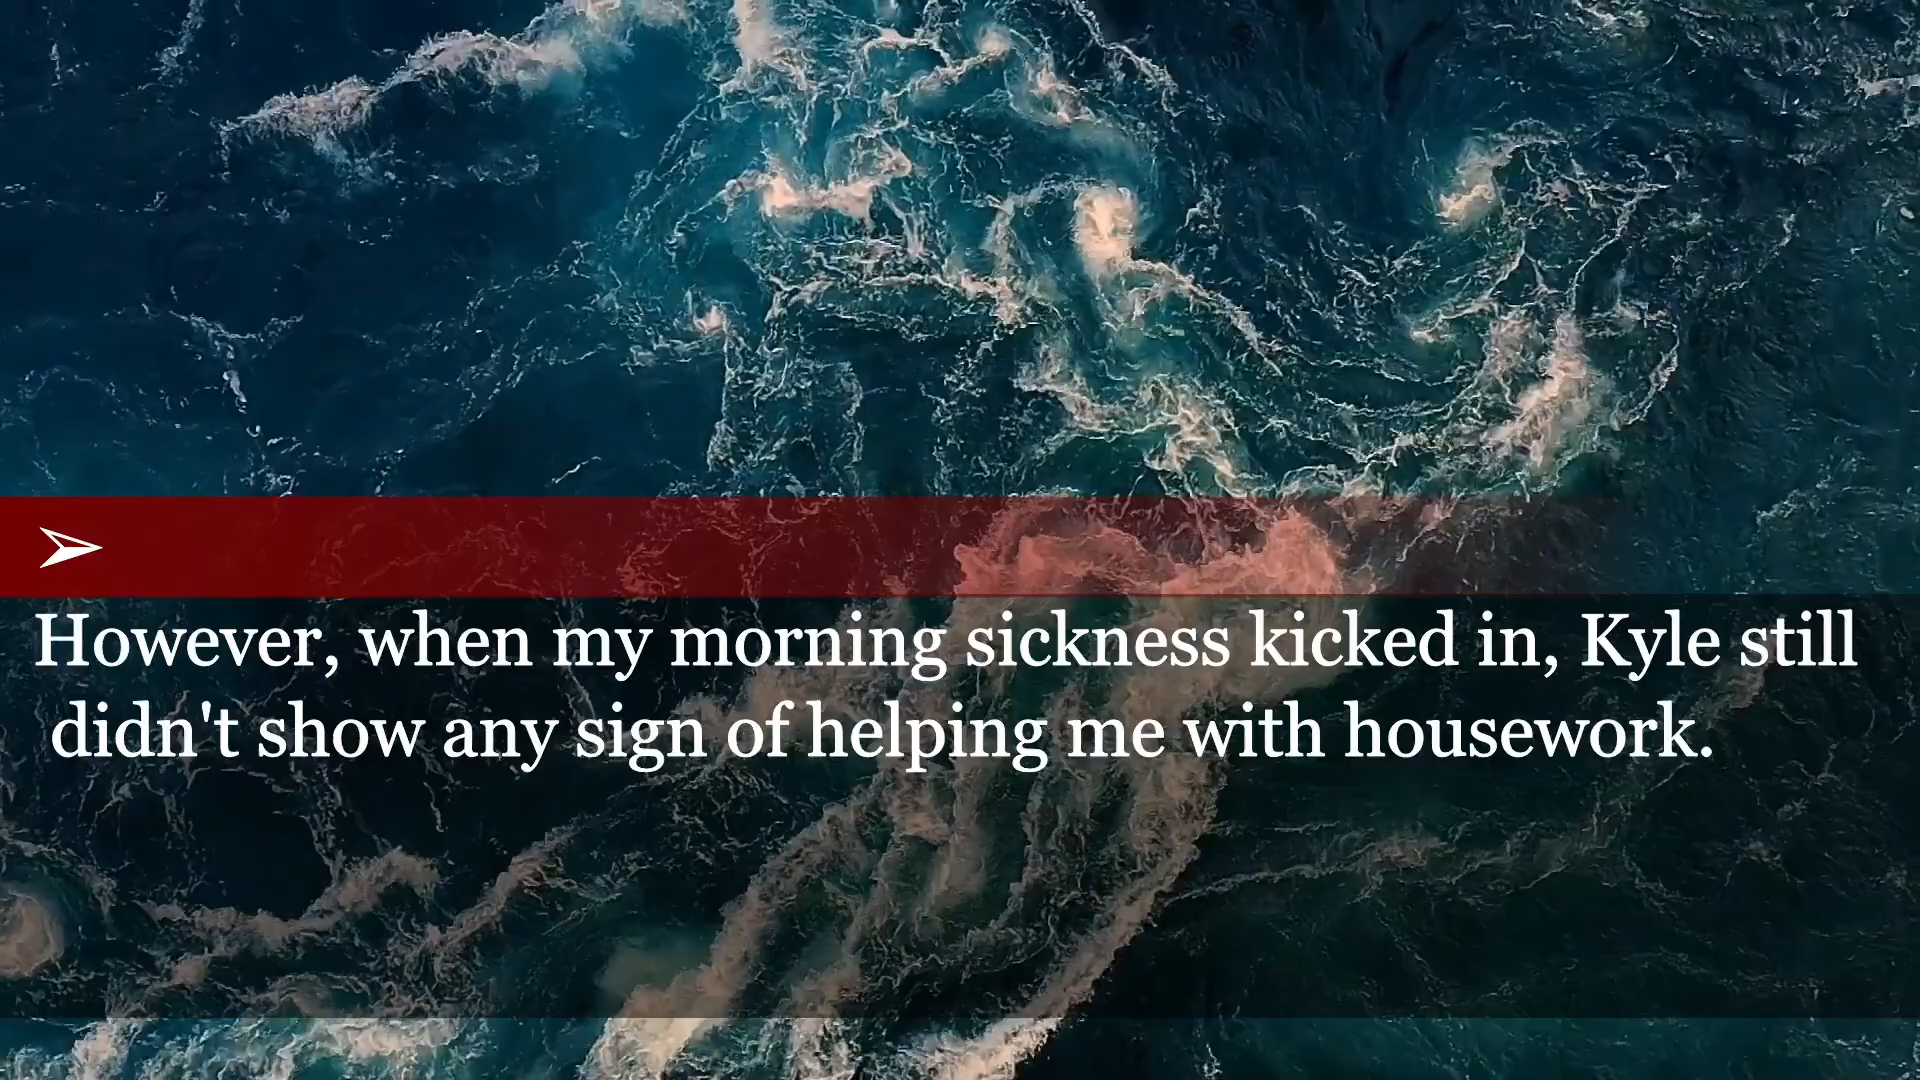 However, when my morning sickness kicked in, Kyle still
didn't show any sign of helping me with housework.